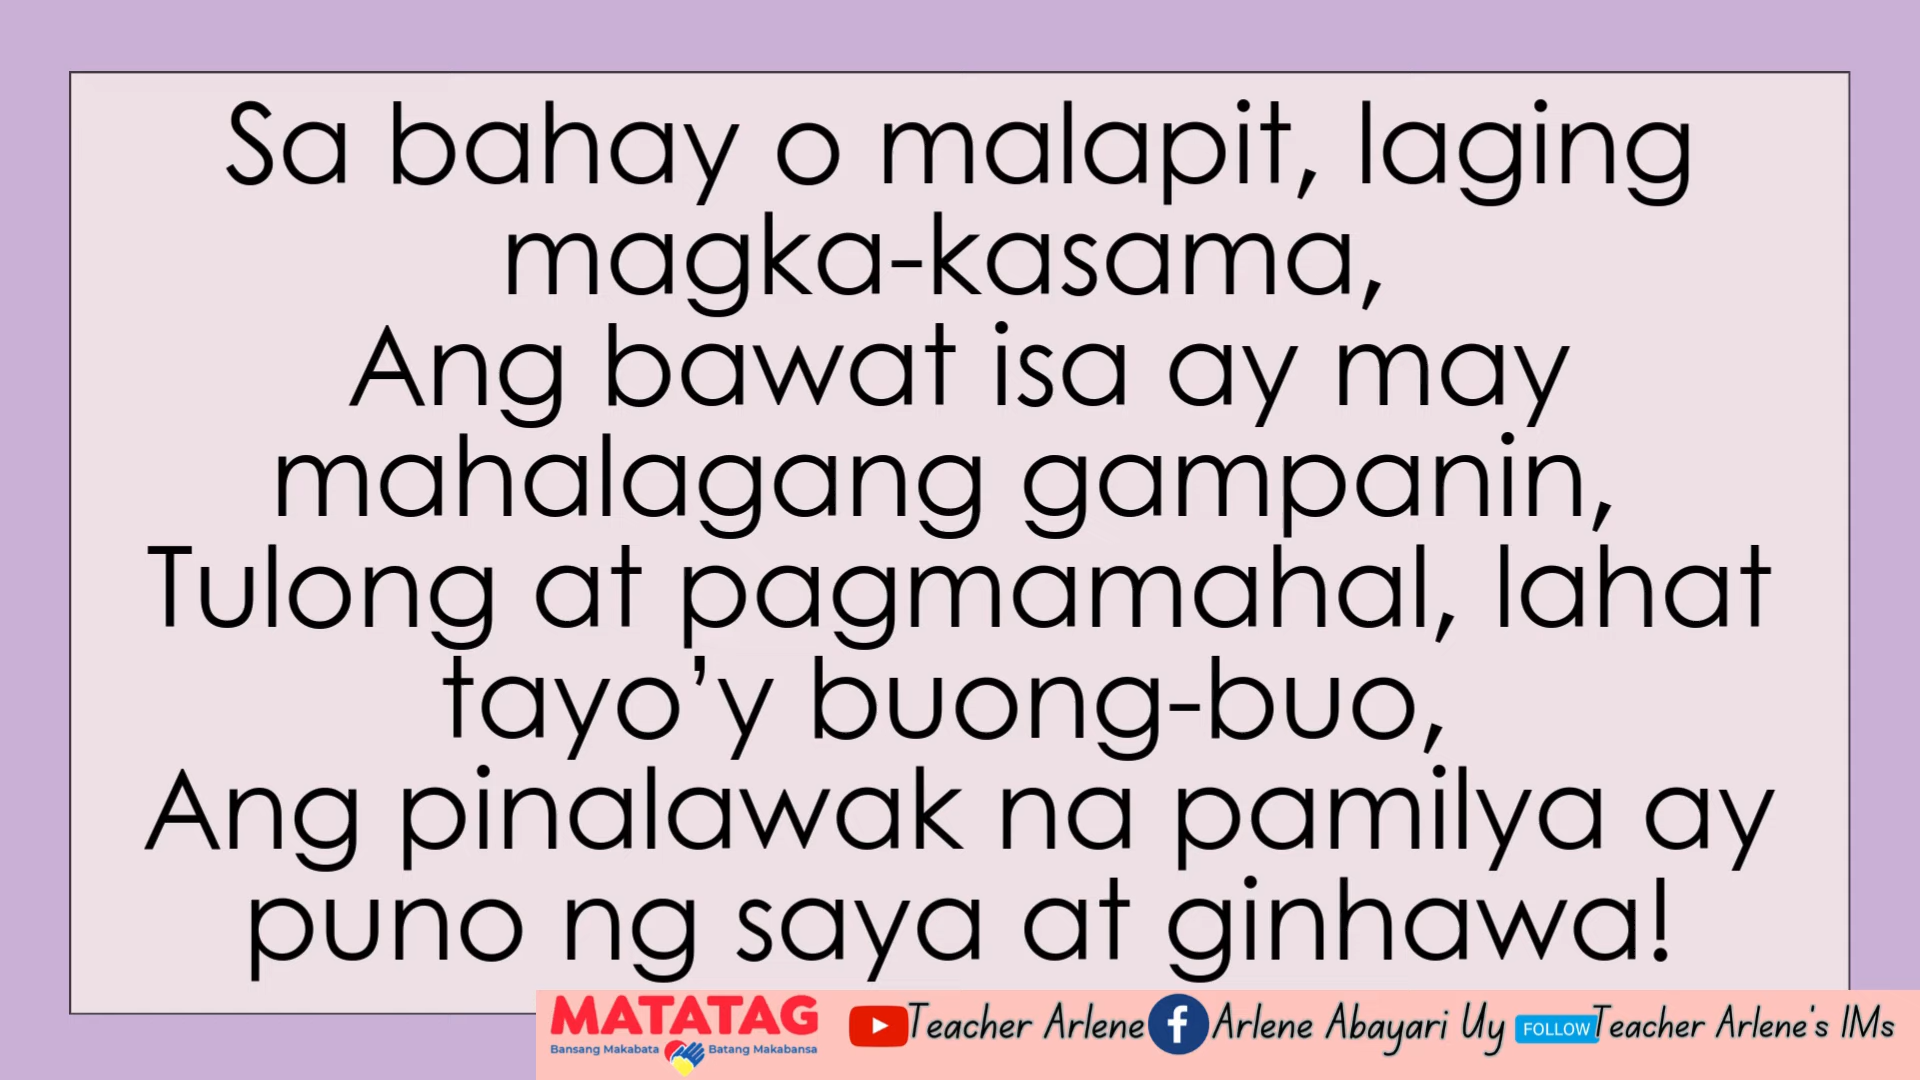 Sa bahay o malapit, laging
magka-kasama,
Ang bawat isa ay may
mahalagang gampanin,
Tulong at pagmamahal, lahat
tayo’y buong-buo,
Ang pinalawak na pamilya ay
puno ng saya at ginhawa!
MATATAG
Bansang Makabata Batang Makabansa
Teacher Arlene
Arlene Abayari Uy
FOLLOW
Teacher Arlene's IMs